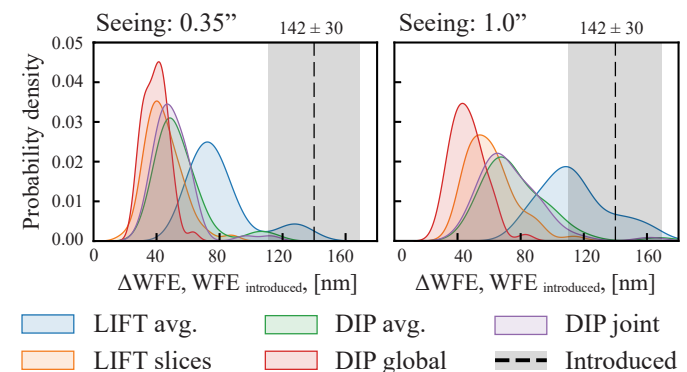 Seeing: 0.35” Seeing: 1.0”
142 ± 30 142 ± 30
Probability density
0.05
0.04
0.03
0.02
0.01
0.00
0 40 80 120 160 0 40 80 120 160
ΔWFE, WFE introduced, [nm] ΔWFE, WFE introduced, [nm]
LIFT avg. DIP avg. DIP joint
LIFT slices DIP global Introduced